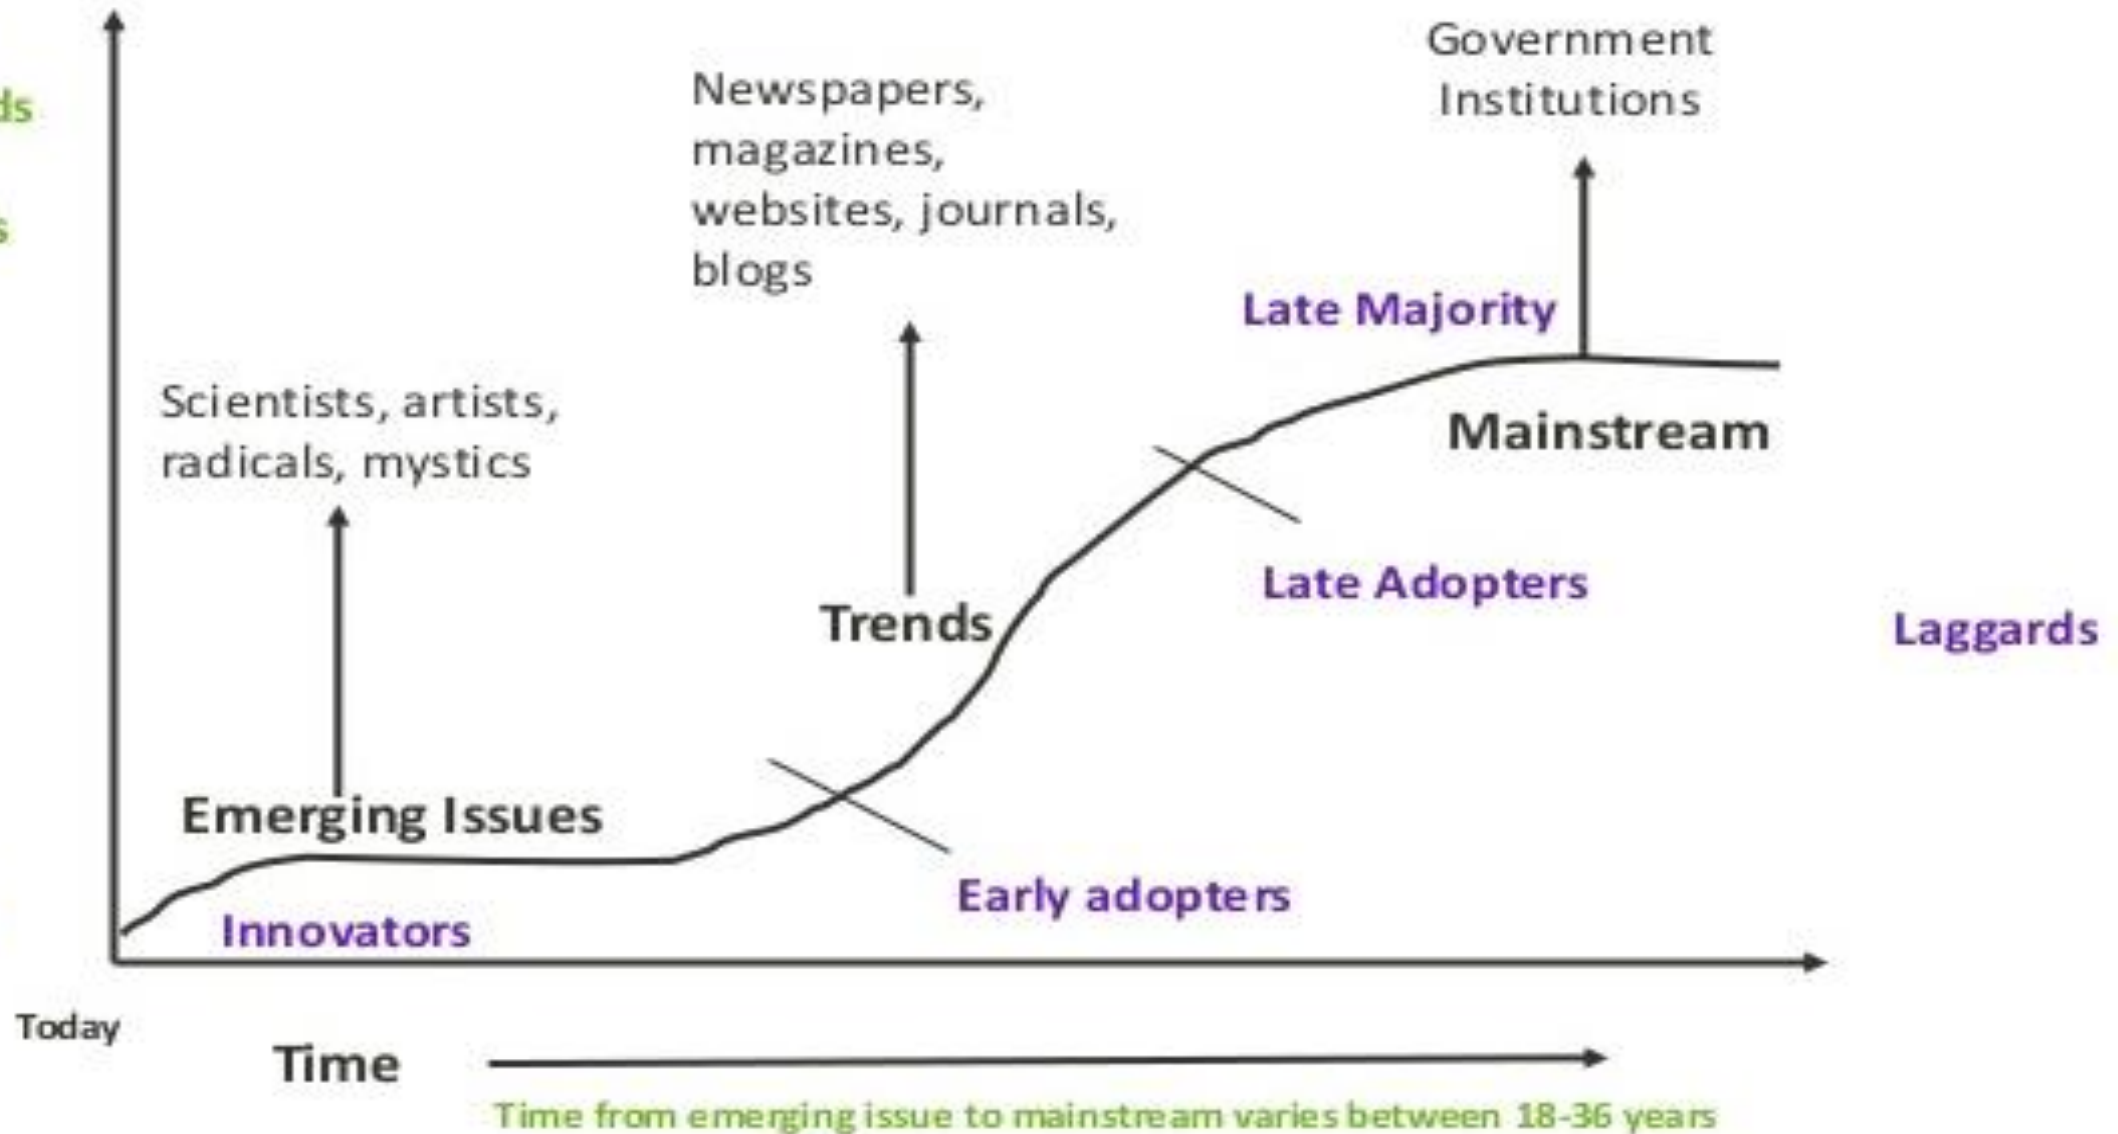 Government
Institutions
Newspapers,
magazines,
websites, journals,
blogs
Late Majority
Scientists, artists,
radicals, mystics
Mainstream
Late Adopters
Trends
Laggards
Emerging Issues
Early adopters
Innovators
Today
Time
Time from emerging issue to mainstream varies between 18-36 years